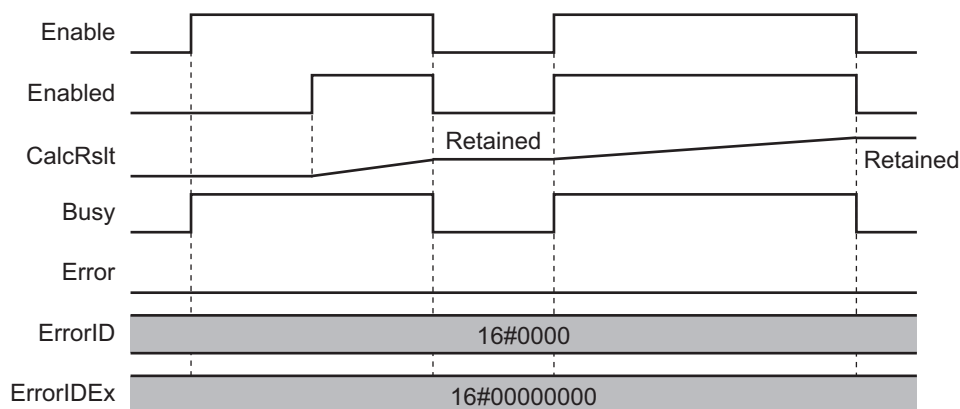 Enable
Enabled
CalcRslt
Retained
Retained
Busy
Error
ErrorID
16#0000
ErrorIDEx
16#00000000